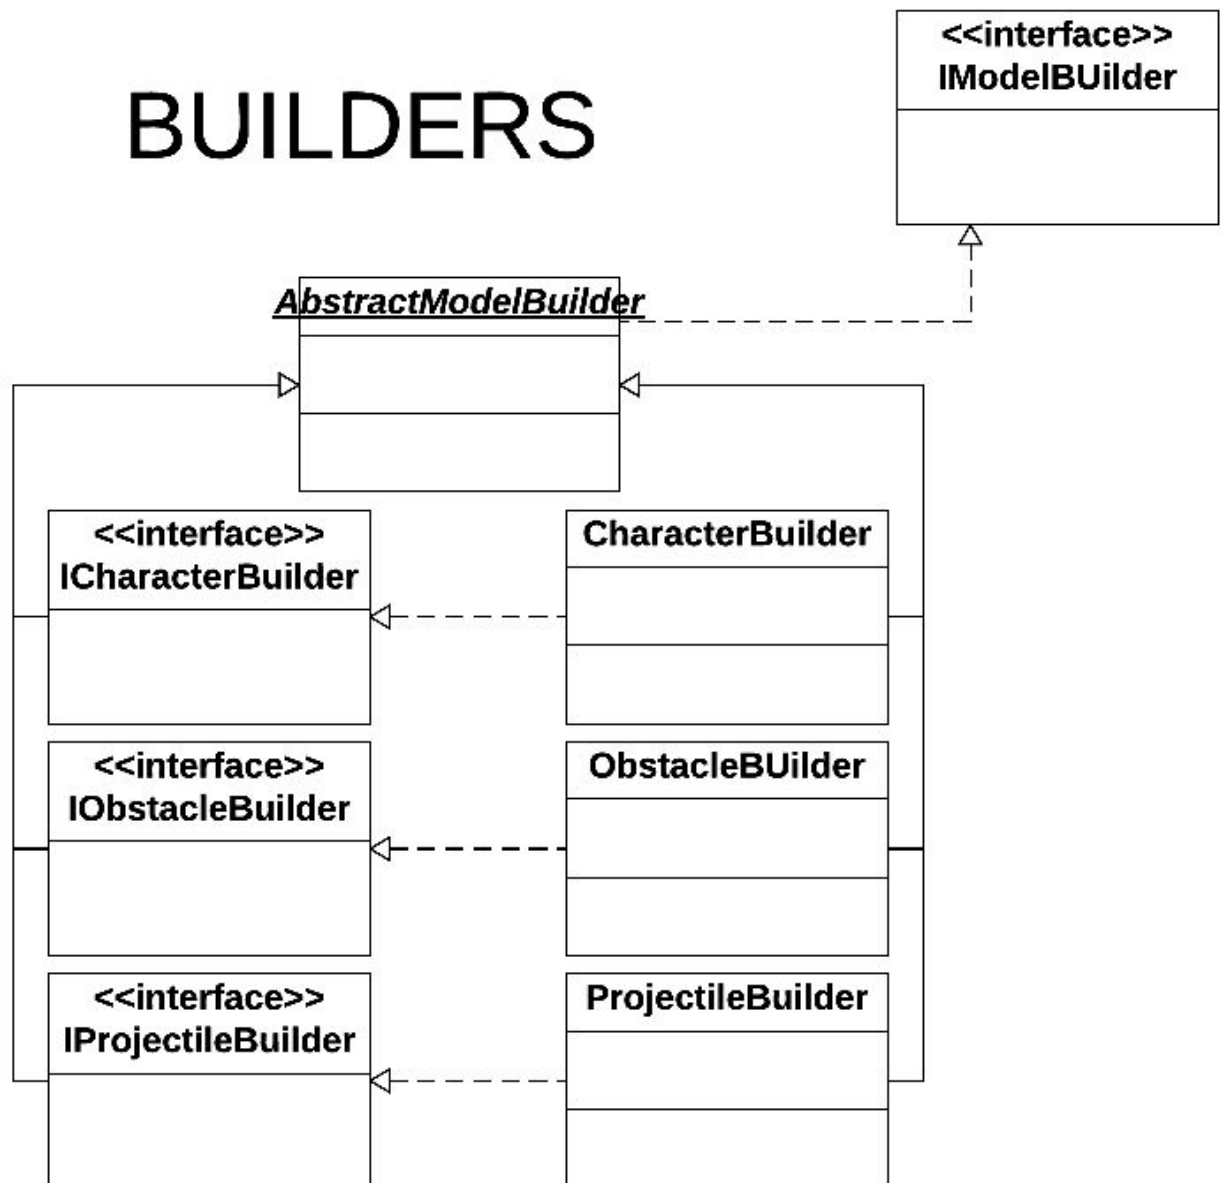 BUILDERS
<<interface>>
IModelBUilder
AbstractModelBuilder
<<interface>>
ICharacterBuilder
CharacterBuilder
<<interface>>
IObstacleBuilder
ObstacleBUilder
<<interface>>
IProjectileBuilder
ProjectileBuilder